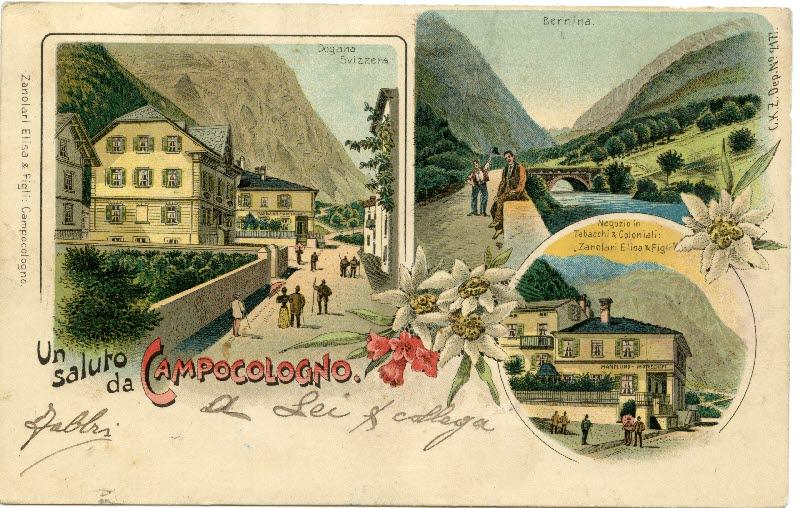 Dogana
Svizzera
Bernina.
C.K.Z. Dep. No
Zanolari Elisa & Figli: Campocologno.
Negozio in
Tabacchi & Coloniali:
„Zanolari Elisa & Figli"
Un
saluto
da CAMPOCOLOGNO.
a Lei & collega
Fabbri